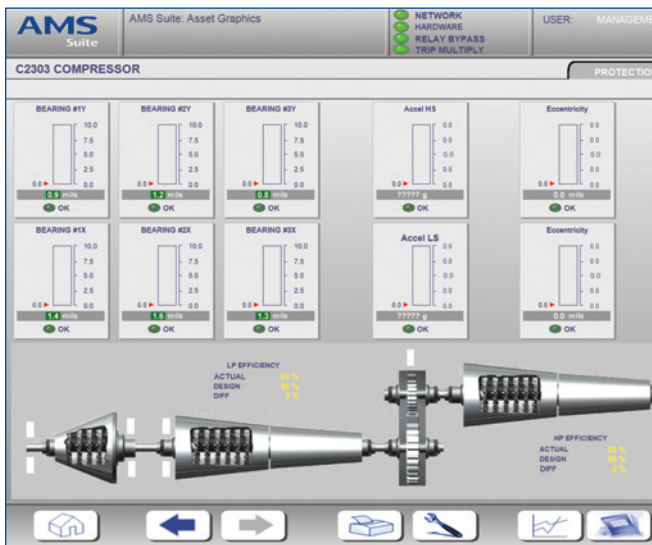 AMS
Suite
AMS Suite: Asset Graphics
NETWORK
HARDWARE
RELAY BYPASS
TRIP MULTIPLY
USER: MANAGEME
C2303 COMPRESSOR
PROTECTION
BEARING #1Y
10.0
7.5
5.0
2.5
0.0 0.0
0.9 mils
OK
BEARING #2Y
10.0
7.5
5.0
2.5
0.0 0.0
1.2 mils
OK
BEARING #3Y
10.0
7.5
5.0
2.5
0.0 0.0
0.8 mils
OK
Accel HS
0.0
0.0
0.0
0.0
0.0 0.0
????? g
OK
Eccentricity
0.0
0.0
0.0
0.0
0.0 0.0
0.0 mils
OK
BEARING #1X
10.0
7.5
5.0
2.5
0.0 0.0
1.4 mils
OK
BEARING #2X
10.0
7.5
5.0
2.5
0.0 0.0
1.6 mils
OK
BEARING #3X
10.0
7.5
5.0
2.5
0.0 0.0
1.3 mils
OK
Accel LS
0.0
0.0
0.0
0.0
0.0 0.0
????? g
OK
Eccentricity
0.0
0.0
0.0
0.0
0.0 0.0
0.0 mils
OK
LP EFFICIENCY
ACTUAL
DESIGN
DIFF
HP EFFICIENCY
ACTUAL
DESIGN
DIFF